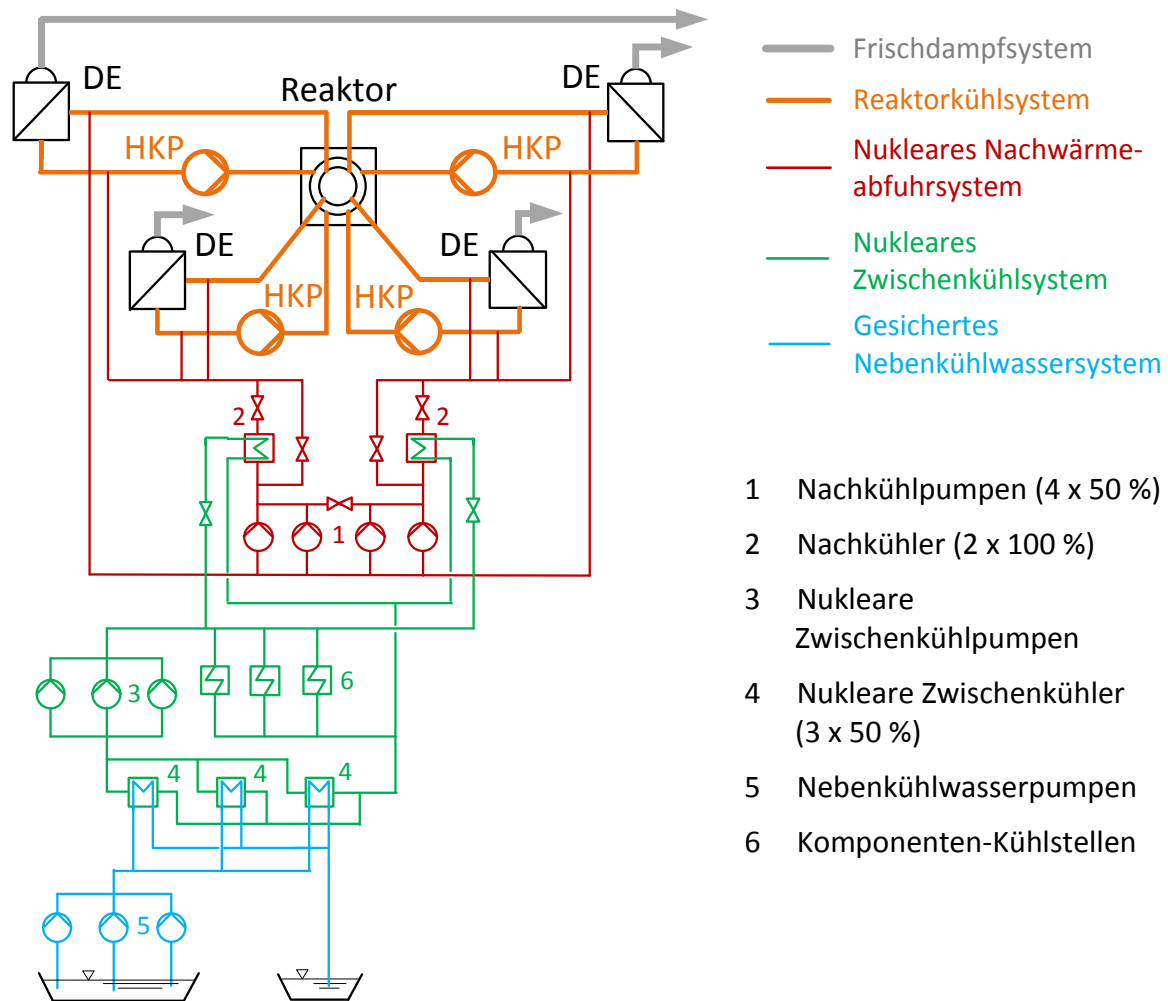 DE
Reaktor
DE
HKP
HKP
DE
DE
HKP
HKP
2
2
1
3
6
4
4
4
5
Frischdampfsystem
Reaktorkühlsystem
Nukleares Nachwärme-
abfuhrsystem
Nukleares
Zwischenkühlsystem
Gesichertes
Nebenkühlwassersystem
1 Nachkühlpumpen (4 x 50 %)
2 Nachkühler (2 x 100 %)
3 Nukleare
Zwischenkühlpumpen
4 Nukleare Zwischenkühler
(3 x 50 %)
5 Nebenkühlwasserpumpen
6 Komponenten-Kühlstellen